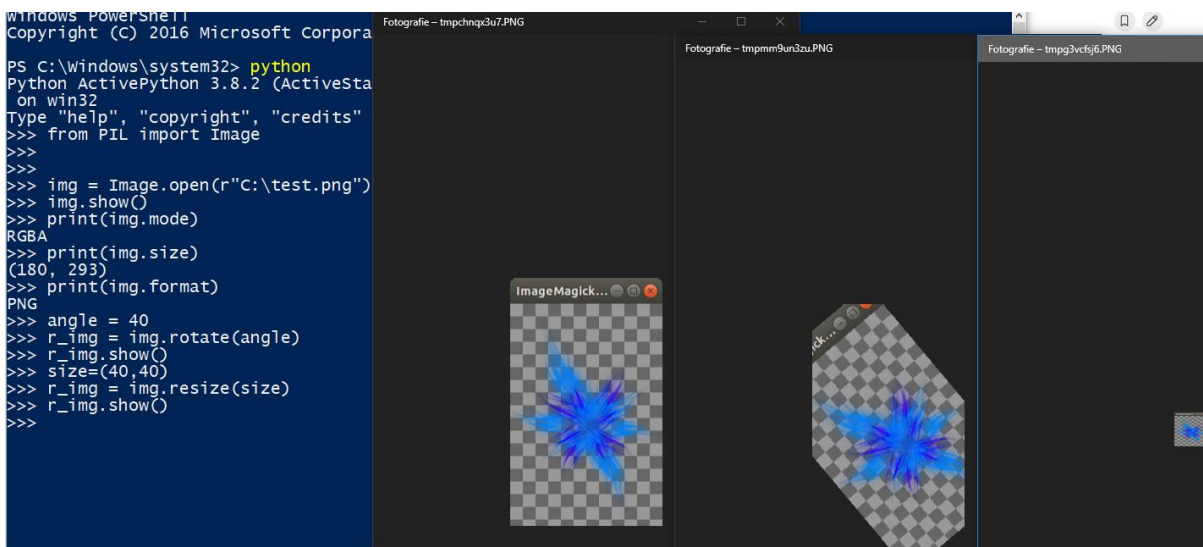 Windows PowerShell
Copyright (C) 2016 Microsoft Corpora
PS C:\Windows\system32> python
Python ActivePython 3.8.2 (ActiveSta
on win32
Type "help", "copyright", "credits"
>>> from PIL import Image
>>>
>>>
>>> img = Image.open(r"C:\test.png")
>>> img.show()
>>> print(img.mode)
RGBA
>>> print(img.size)
(180, 293)
>>> print(img.format)
PNG
>>> angle = 40
>>> r_img = img.rotate(angle)
>>> r_img.show()
>>> size=(40,40)
>>> r_img = img.resize(size)
>>> r_img.show()
>>>
Fotografie – tmpchnqx3u7.PNG
ImageMagick...
Fotografie – tmpmm9un3zu.PNG
ck...
Fotografie – tmpg3vcfsj6.PNG